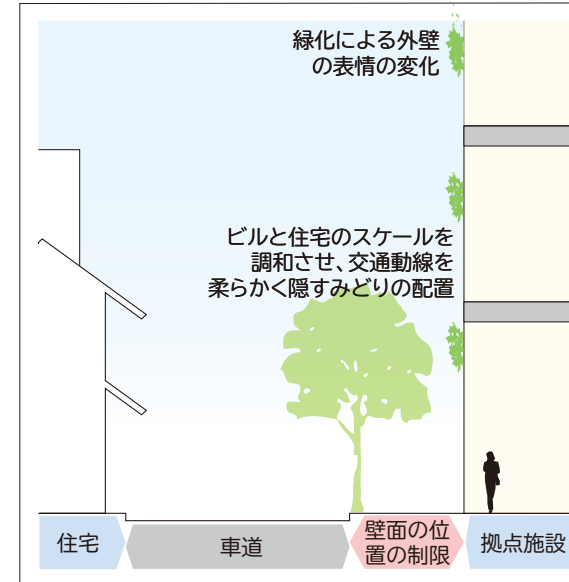 緑化による外壁
の表情の変化
ビルと住宅のスケールを
調和させ、交通動線を
柔らかく隠すみどりの配置
住宅
車道
壁面の位
置の制限
拠点施設